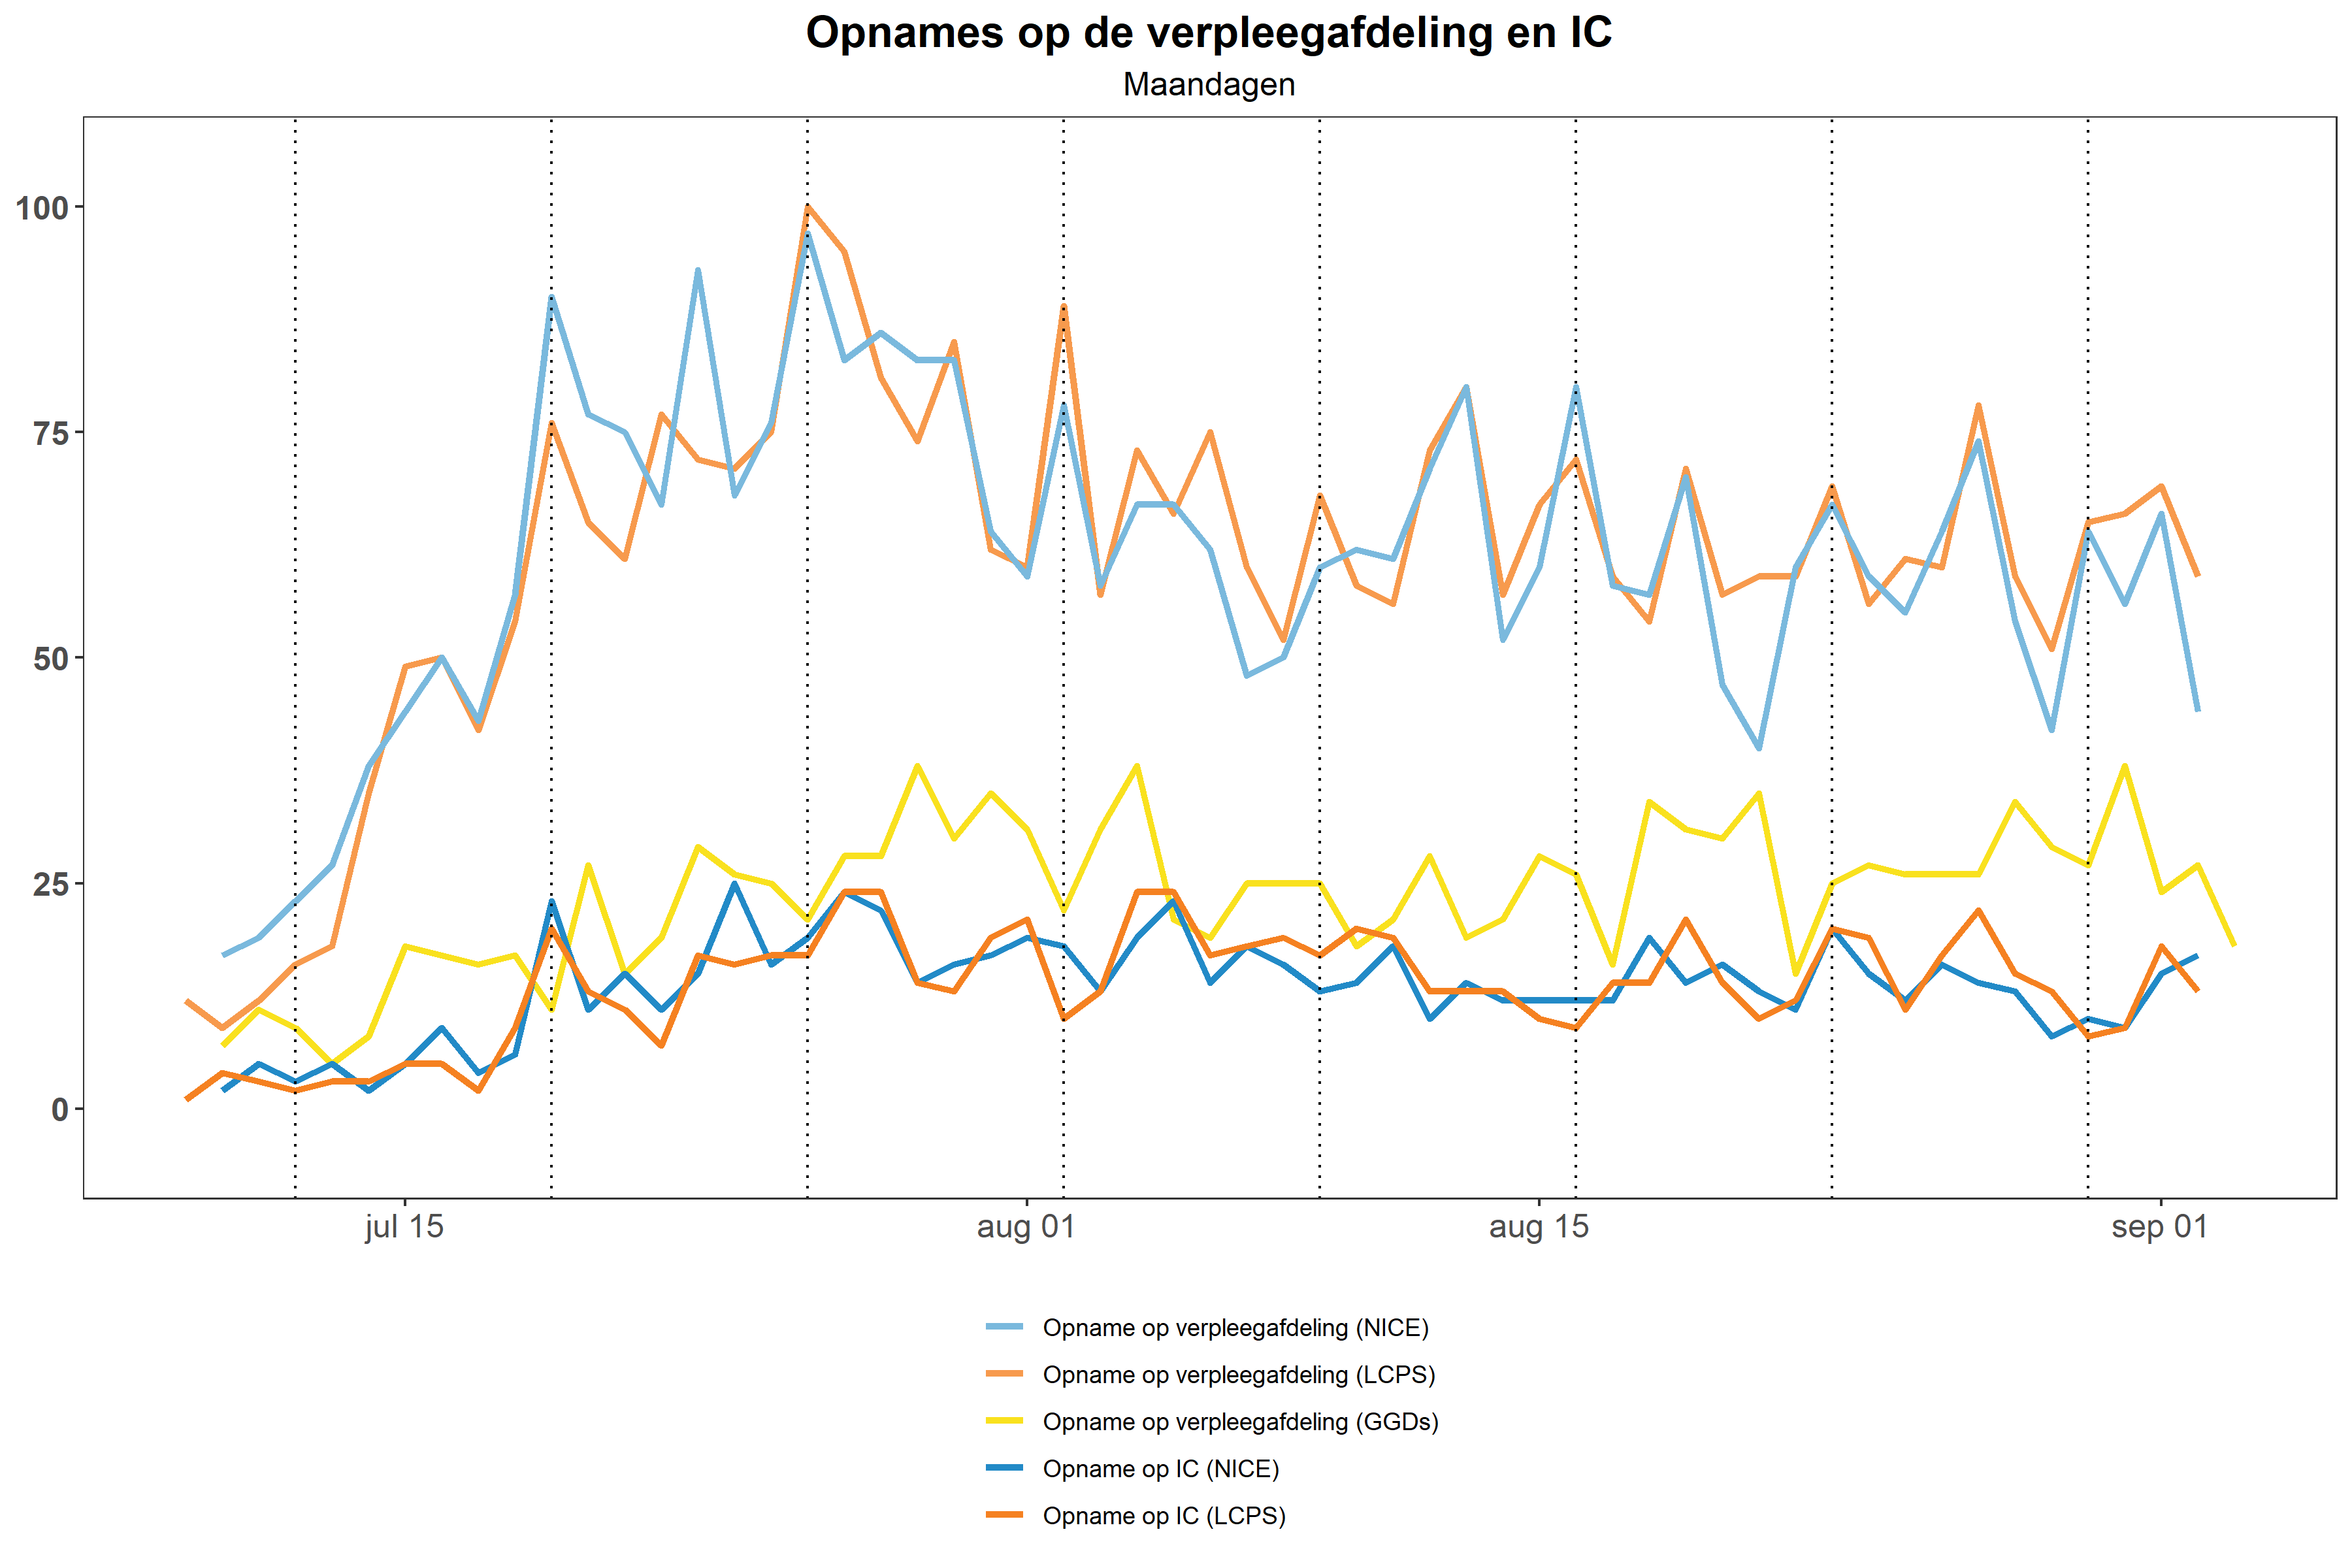 Opnames op de verpleegafdeling en IC
Maandagen
100
75
50
25
0
jul 15
aug 01
aug 15
sep 01
Opname op verpleegafdeling (NICE)
Opname op verpleegafdeling (LCPS)
Opname op verpleegafdeling (GGDs)
Opname op IC (NICE)
Opname op IC (LCPS)